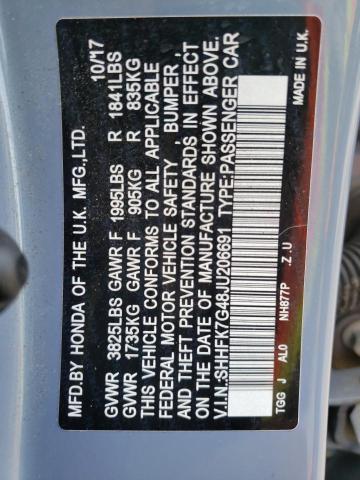 MFD.BY HONDA OF THE U.K. MFG.,LTD. 10/17
GVWR 3825LBS GAWR F 1995LBS R 1841LBS
GVWR 1735KG GAWR F 905KG R 835KG
THIS VEHICLE CONFORMS TO ALL APPLICABLE
FEDERAL MOTOR VEHICLE SAFETY , BUMPER ,
AND THEFT PREVENTION STANDARDS IN EFFECT
ON THE DATE OF MANUFACTURE SHOWN ABOVE.
V.I.N.:SHHFK7G48JU206691 TYPE:PASSENGER CAR
TGG J AL0 NH877P .Z .U MADE IN U.K.